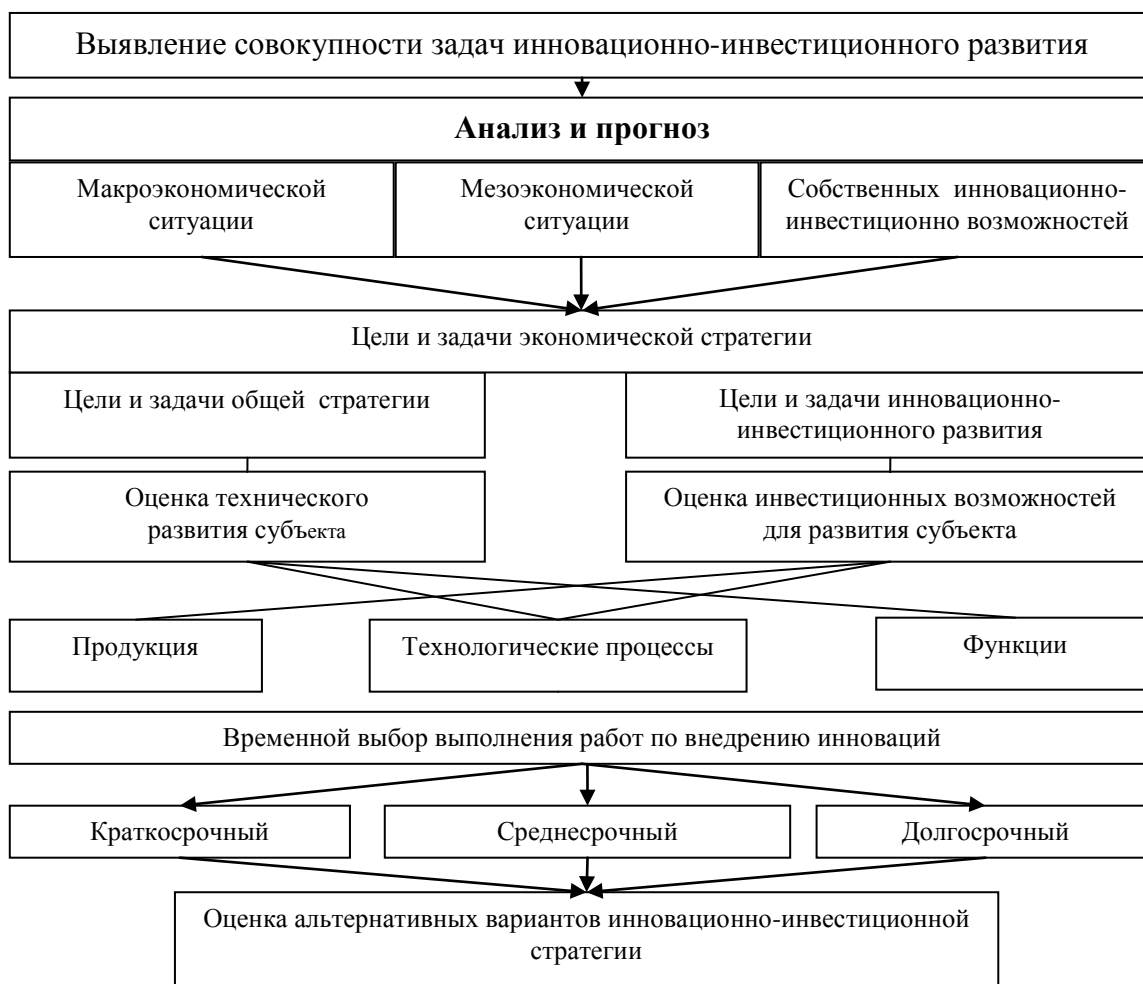 Выявление совокупности задач инновационно-инвестиционного развития
Анализ и прогноз
Макроэкономической
ситуации
Мезоэкономической
ситуации
Собственных инновационно-
инвестиционно возможностей
Цели и задачи экономической стратегии
Цели и задачи общей стратегии
Цели и задачи инновационно-
инвестиционного развития
Оценка технического
развития субъекта
Оценка инвестиционных возможностей
для развития субъекта
Продукция
Технологические процессы
Функции
Временной выбор выполнения работ по внедрению инноваций
Краткосрочный
Среднесрочный
Долгосрочный
Оценка альтернативных вариантов инновационно-инвестиционной
стратегии